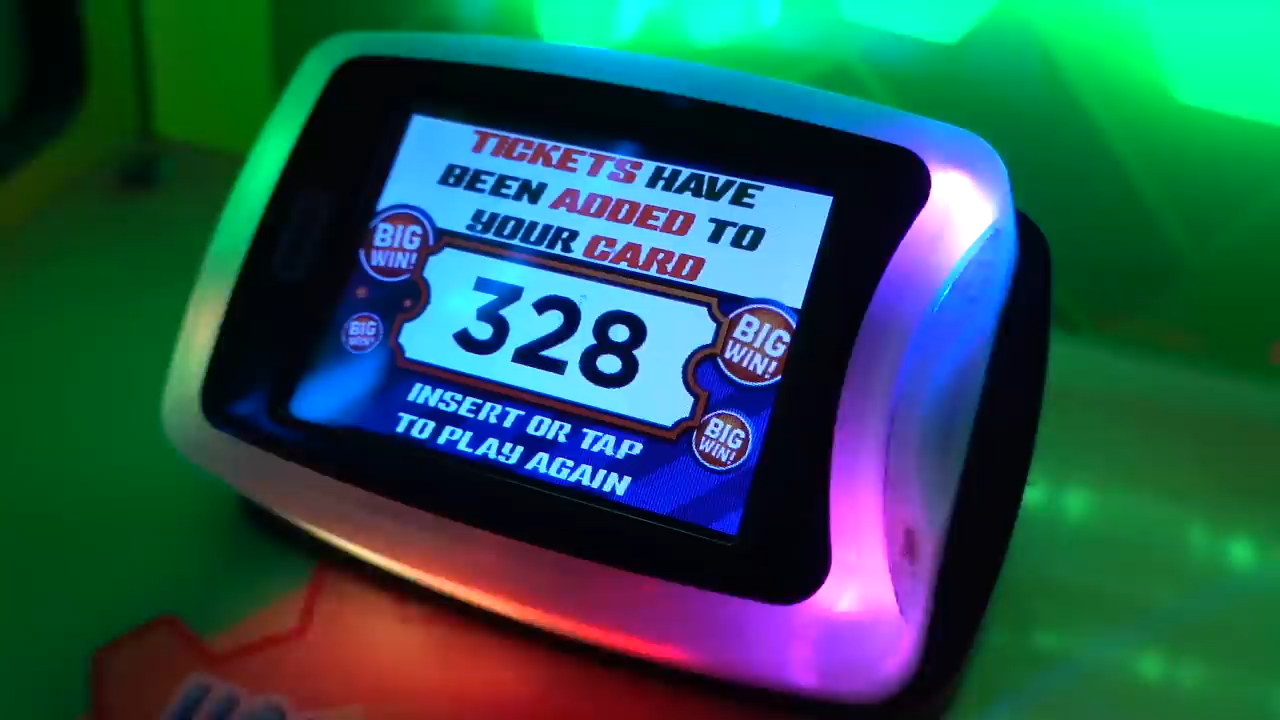 TICKETS HAVE
BEEN ADDED TO
YOUR CARD
BIG
WIN!
328
BIG
WIN!
BIG
WIN!
BIG
WIN!
INSERT OR TAP
TO PLAY AGAIN